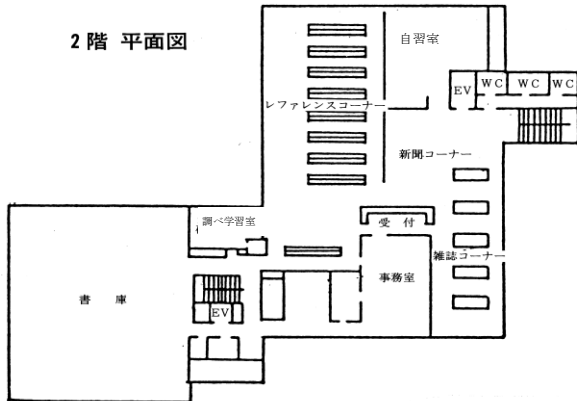 2階 平面図
自習室
EV
WC
WC
WC
レファレンスコーナー
新聞コーナー
調べ学習室
受付
雑誌コーナー
事務室
書庫
EV